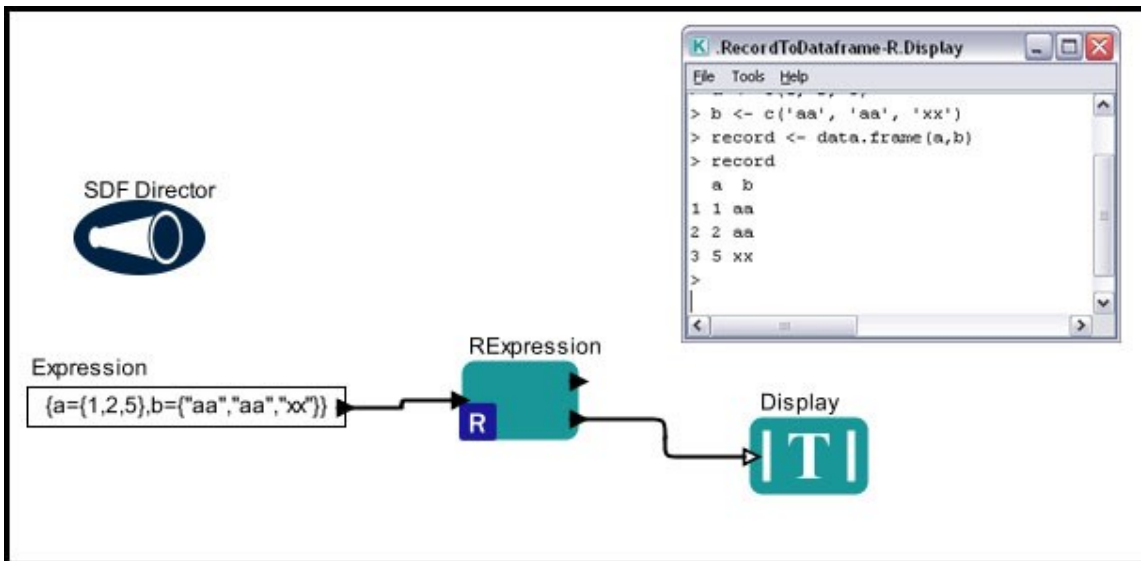 K .RecordToDataframe-R.Display
File Tools Help
> b <- c('aa', 'aa', 'xx')
> record <- data.frame(a,b)
> record
a b
1 1 aa
2 2 aa
3 5 xx
>
SDF Director
RExpression
Expression
{a={1,2,5},b={"aa","aa","xx"}}
R
Display
T